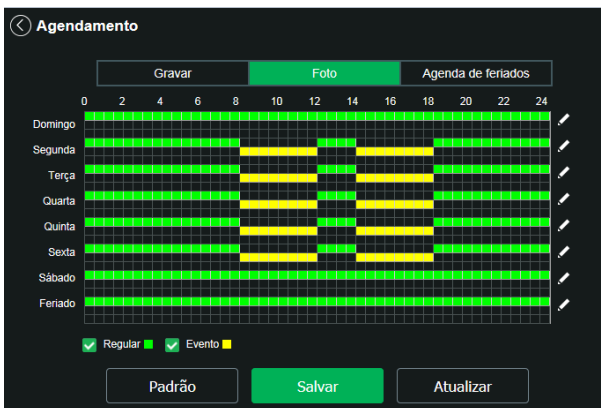 Agendamento
Gravar Foto Agenda de feriados
0 2 4 6 8 10 12 14 16 18 20 22 24
Domingo
Segunda
Terça
Quarta
Quinta
Sexta
Sábado
Feriado
Regular Evento
Padrão Salvar Atualizar